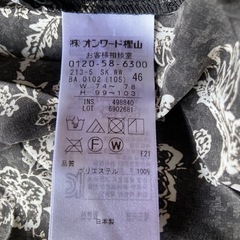 ㈱オンワード樫山
お客様相談室
0120-58-6300
213-5 SK WW
BA 0102 (105) 46
W 74~ 78
H 99~103
INS. 498840
LOT 6902681
F W
F21
品質
ポリエステル 100%
日本製